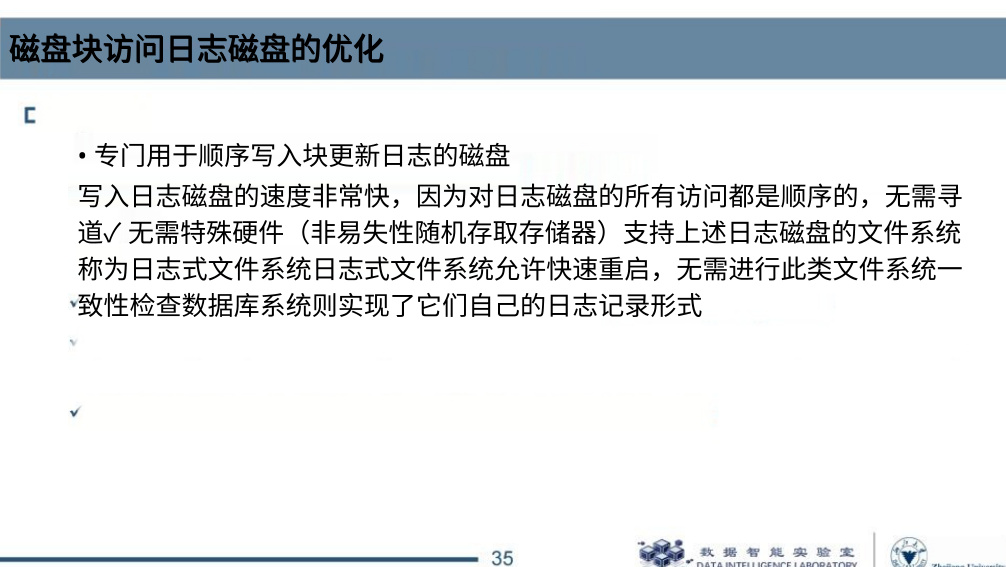 磁盘块访问日志磁盘的优化
• 专门用于顺序写入块更新日志的磁盘
写入日志磁盘的速度非常快，因为对日志磁盘的所有访问都是顺序的，无需寻
道✓ 无需特殊硬件（非易失性随机存取存储器）支持上述日志磁盘的文件系统
称为日志式文件系统日志式文件系统允许快速重启，无需进行此类文件系统一
致性检查数据库系统则实现了它们自己的日志记录形式
35
数据智能实验室
DATA INTELLIGENCE LABORATORY
Zhejiang University